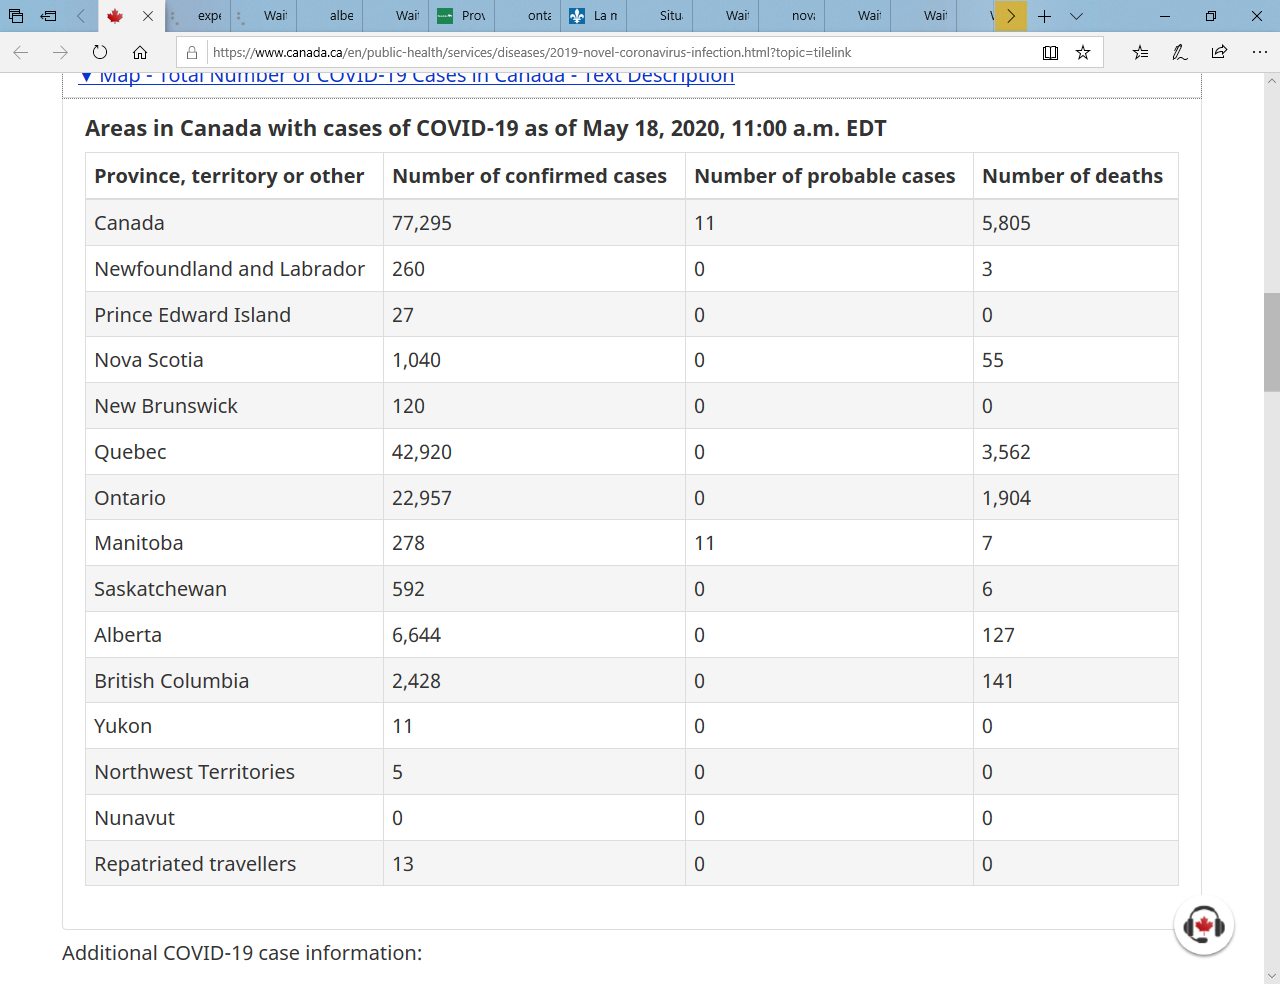 expe
Wait
albe
Wait
Prov
onta
La m
Situ
Wait
nova
Wait
Wait
https://www.canada.ca/en/public-health/services/diseases/2019-novel-coronavirus-infection.html?topic=tilelink
▼ Map - Total Number of COVID-19 Cases in Canada - Text Description
Areas in Canada with cases of COVID-19 as of May 18, 2020, 11:00 a.m. EDT
Province, territory or other Number of confirmed cases Number of probable cases Number of deaths
Canada 77,295 11 5,805
Newfoundland and Labrador 260 0 3
Prince Edward Island 27 0 0
Nova Scotia 1,040 0 55
New Brunswick 120 0 0
Quebec 42,920 0 3,562
Ontario 22,957 0 1,904
Manitoba 278 11 7
Saskatchewan 592 0 6
Alberta 6,644 0 127
British Columbia 2,428 0 141
Yukon 11 0 0
Northwest Territories 5 0 0
Nunavut 0 0 0
Repatriated travellers 13 0 0
Additional COVID-19 case information: